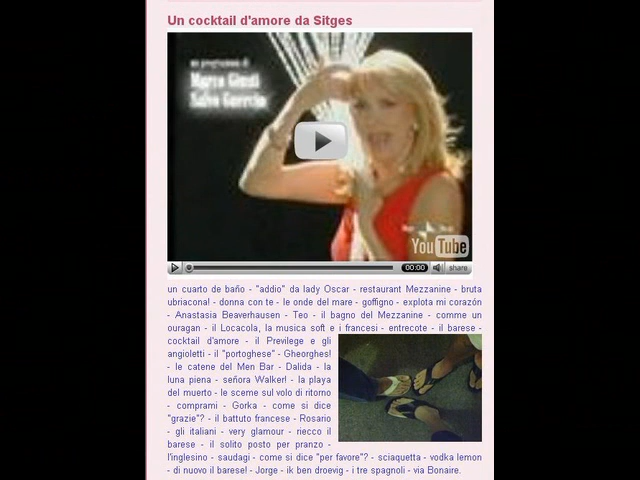 Un cocktail d'amore da Sitges
un programma di
Marco Giusti
YouTube
00:00 share
un cuarto de baño - "addio" da lady Oscar - restaurant Mezzanine - bruta
ubriacona! - donna con te - le onde del mare - goffigno - explota mi corazón
- Anastasia Beaverhausen - Teo - il bagno del Mezzanine - come um
ouragan - il Locacola, la musica soft e i francesi - entrecote - il barese -
cocktail d'amore - il Previlege e gli
angioletti - il "portoghese" - Gheorghes!
- le catene del Men Bar - Dalida - la
luna piena - señora Walker! - la playa
del muerto - le sceme sul volo di ritorno
- comprami - Gorka - come si dice
"grazie"? - il battuto francese - Rosario
- gli italiani - very glamour - riecco il
barese - il solito posto per pranzo -
l'inglesino - saudagi - come si dice "per favore"? - sciaquetta - vodka lemon
- di nuovo il barese! - Jorge - ik ben droevig - i tre spagnoli - via Bonaire.